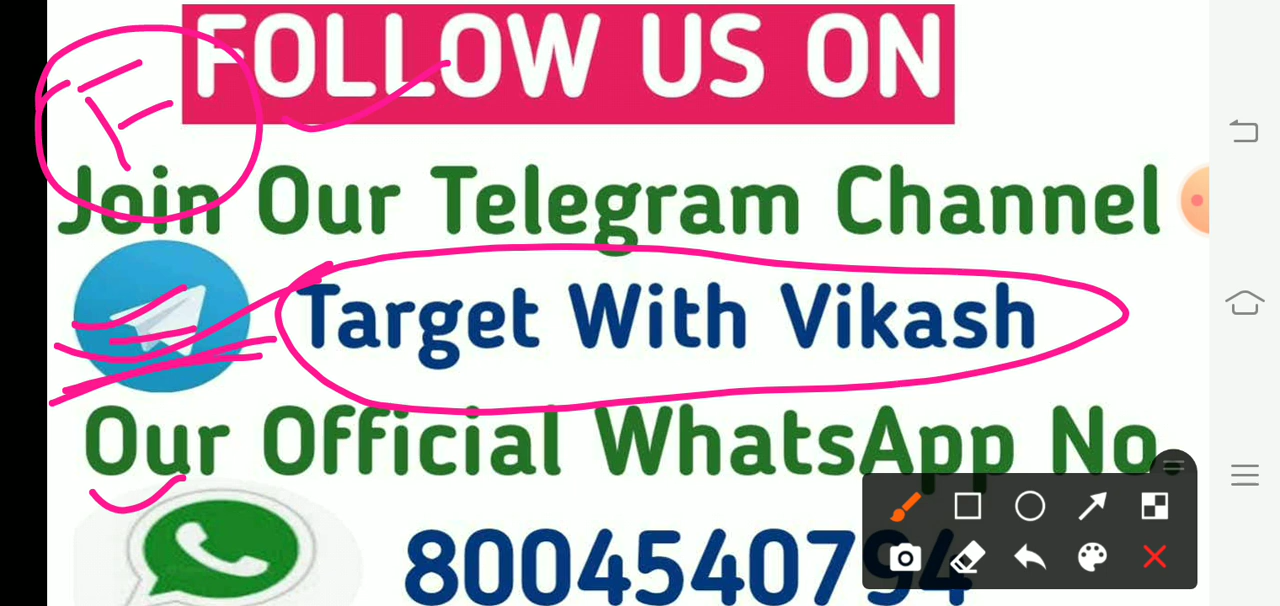 FOLLOW US ON
F
Join Our Telegram Channel
Target With Vikash
Our Official WhatsApp No.
8004540794